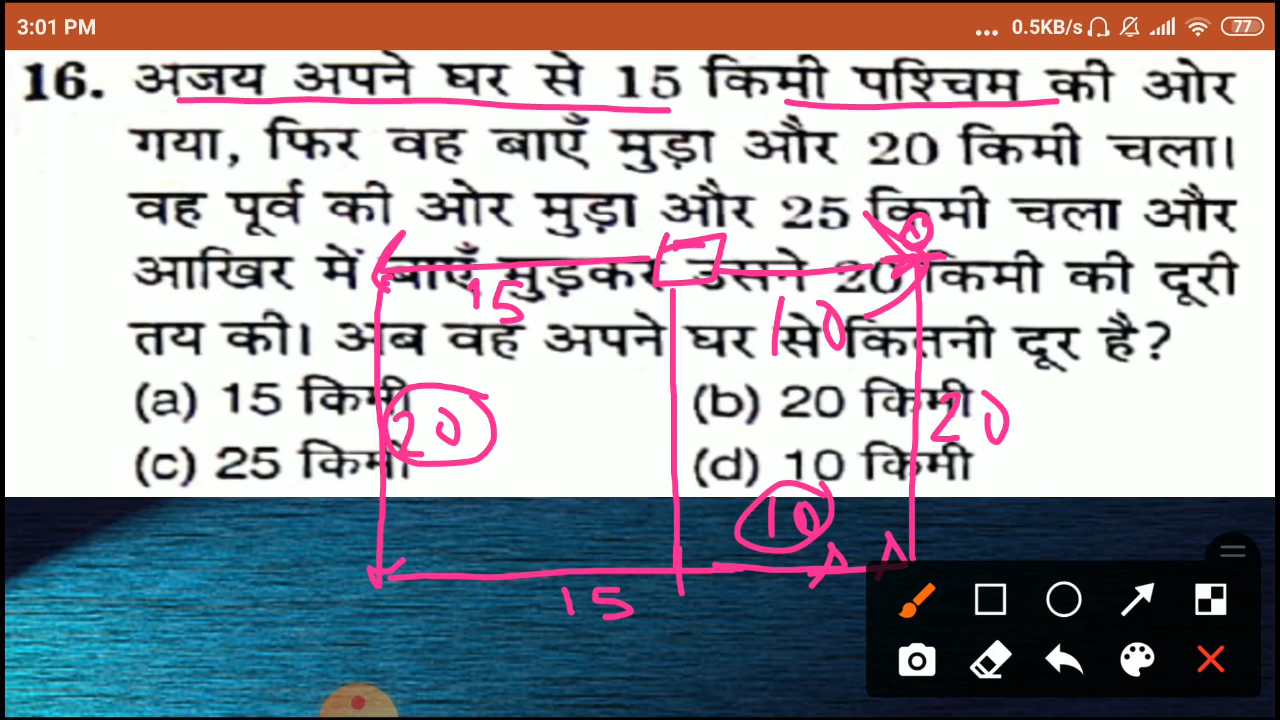 3:01 PM ... 0.5KB/s 77
16. अजय अपने घर से 15 किमी पश्चिम की ओर
गया, फिर वह बाएँ मुड़ा और 20 किमी चला।
वह पूर्व की ओर मुड़ा और 25 किमी चला और
आखिर में बाएँ मुड़कर उसने 20 किमी की दूरी
तय की। अब वह अपने घर से कितनी दूर है?
15 10
(a) 15 किमी (b) 20 किमी
20 20
(c) 25 किमी (d) 10 किमी
10
15